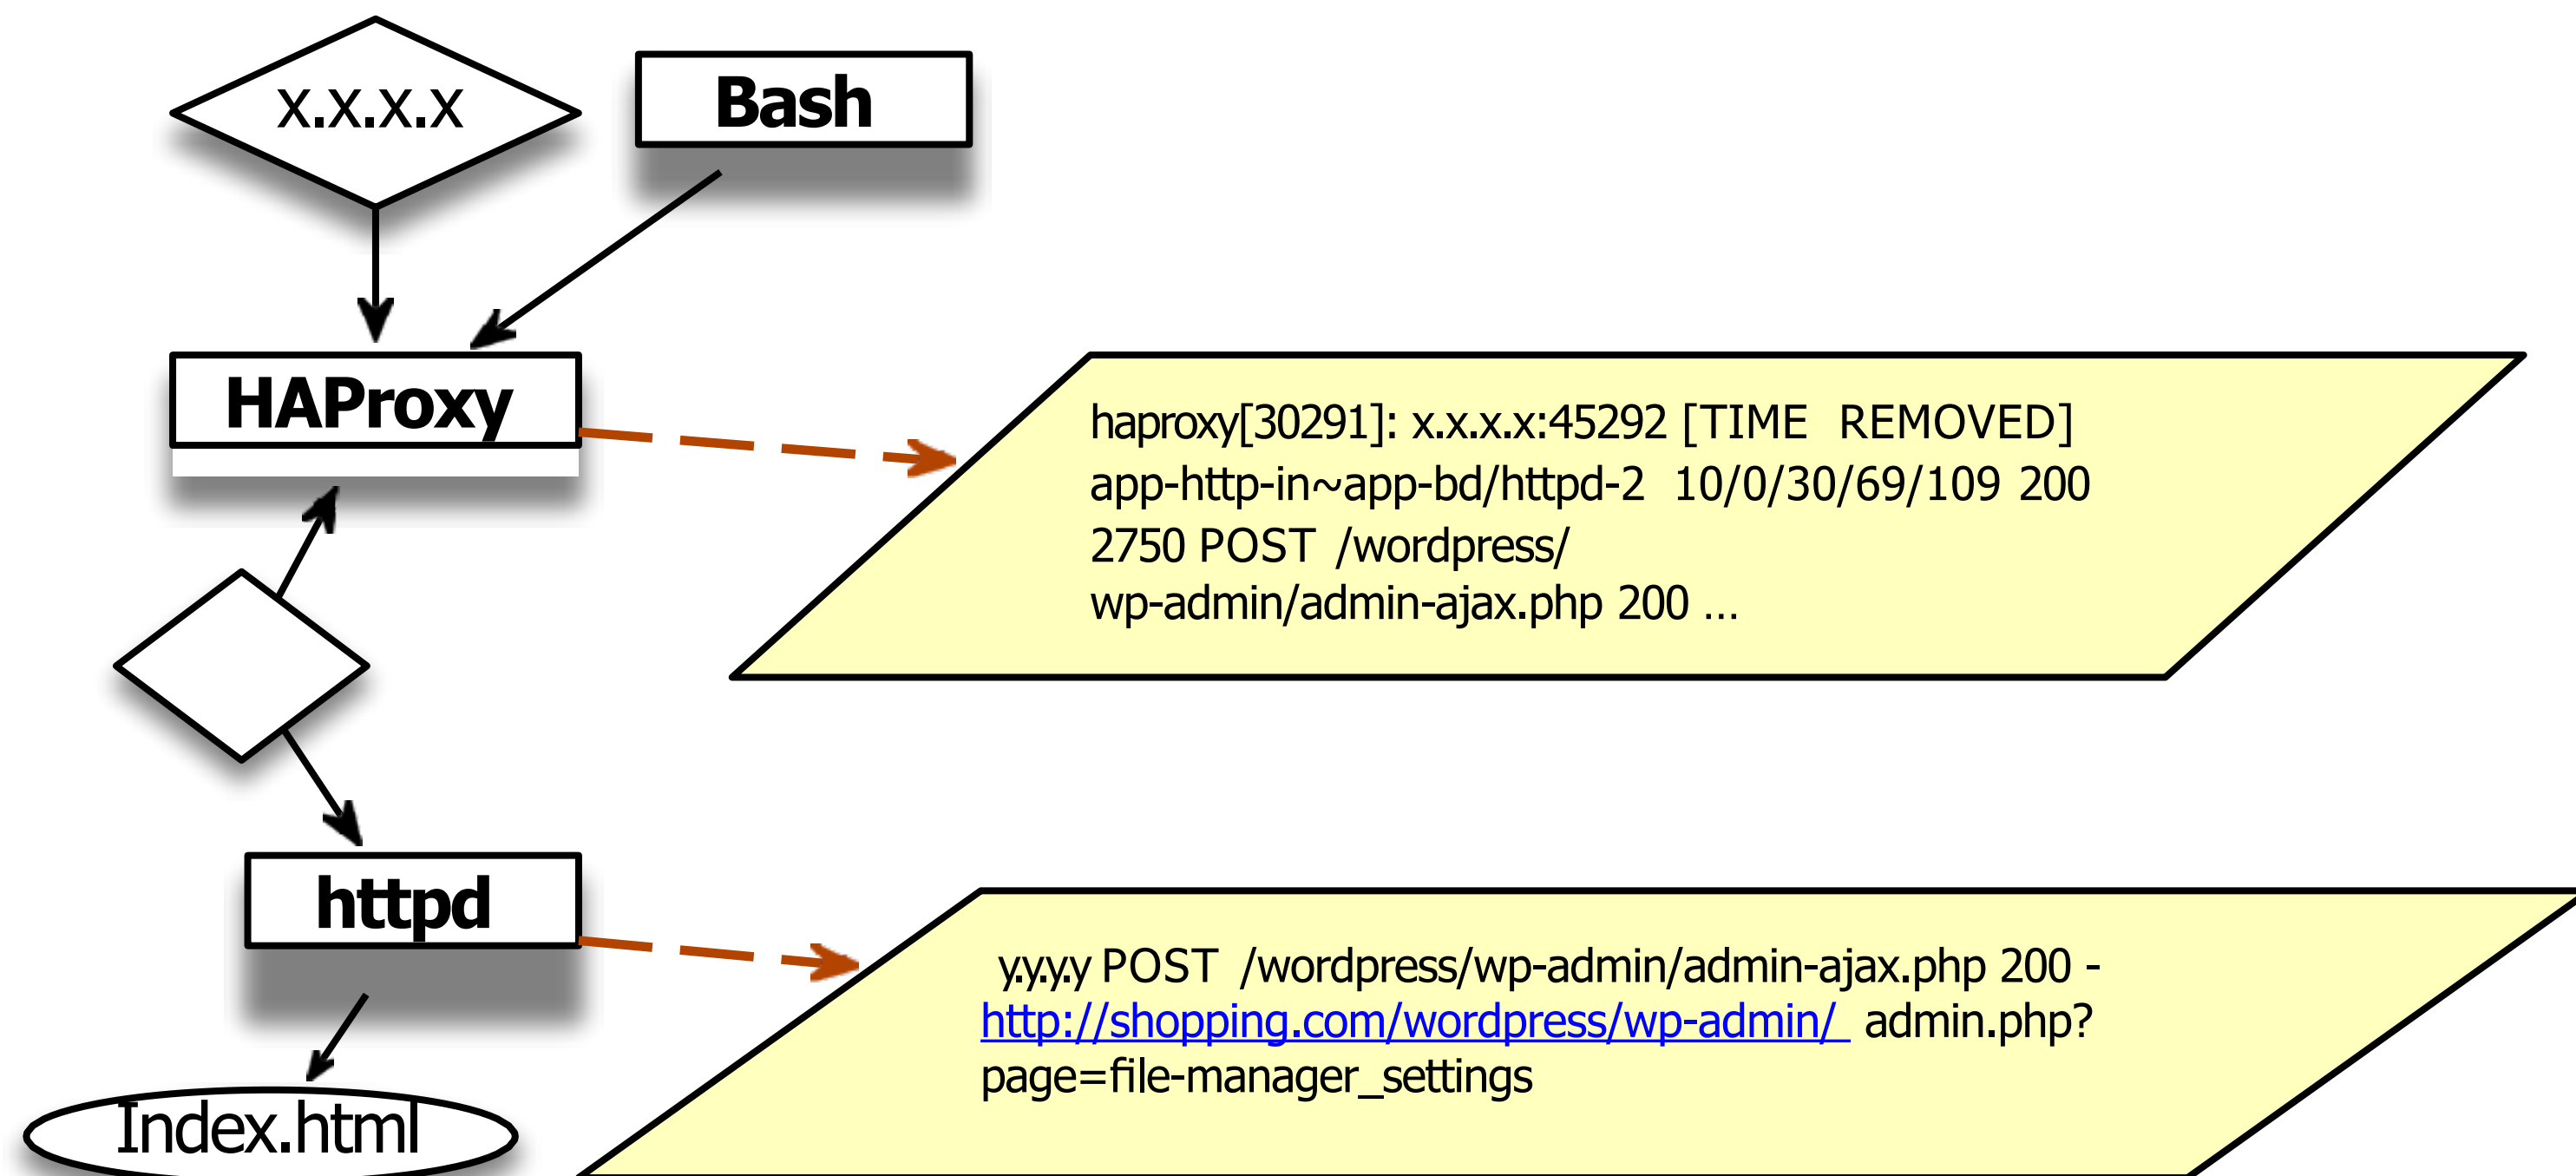 x.x.x.x
Bash
HAProxy
haproxy[30291]: x.x.x.x:45292 [TIME REMOVED]
app-http-in~app-bd/httpd-2 10/0/30/69/109 200
2750 POST /wordpress/
wp-admin/admin-ajax.php 200 ...
httpd
y.y.y.y POST /wordpress/wp-admin/admin-ajax.php 200 -
http://shopping.com/wordpress/wp-admin/ admin.php?
page=file-manager_settings
Index.html